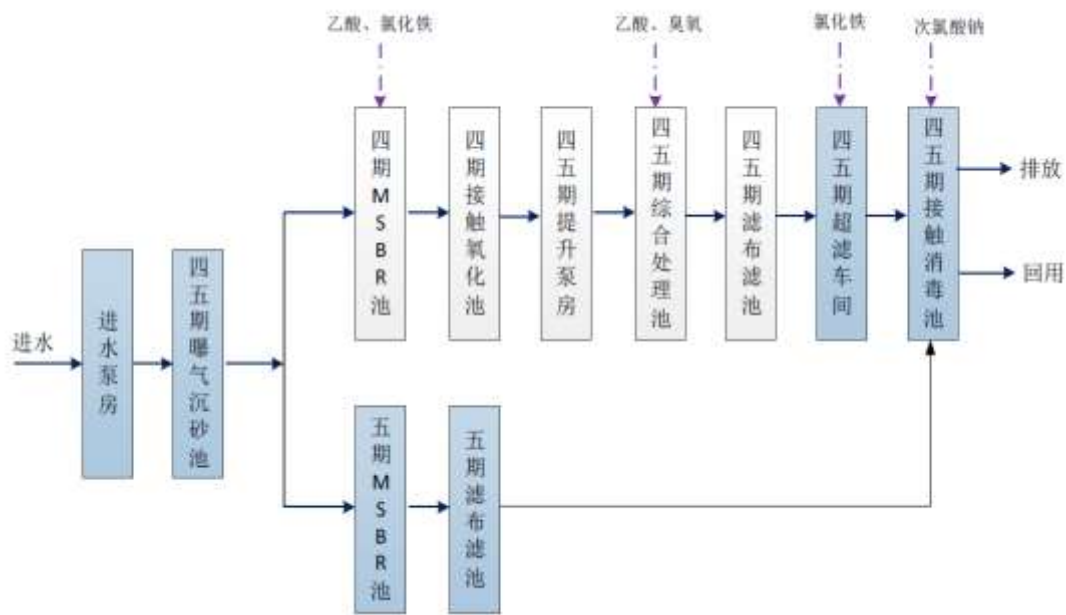 乙酸、氯化铁
乙酸、臭氧
氯化铁
次氯酸钠
四期MSBR池
四期接触氧化池
四五期提升泵房
四五期综合处理池
四五期滤布滤池
四五期超滤车间
四五期接触消毒池
排放
回用
进水
进水泵房
四五期曝气沉砂池
五期MSBR池
五期滤布滤池